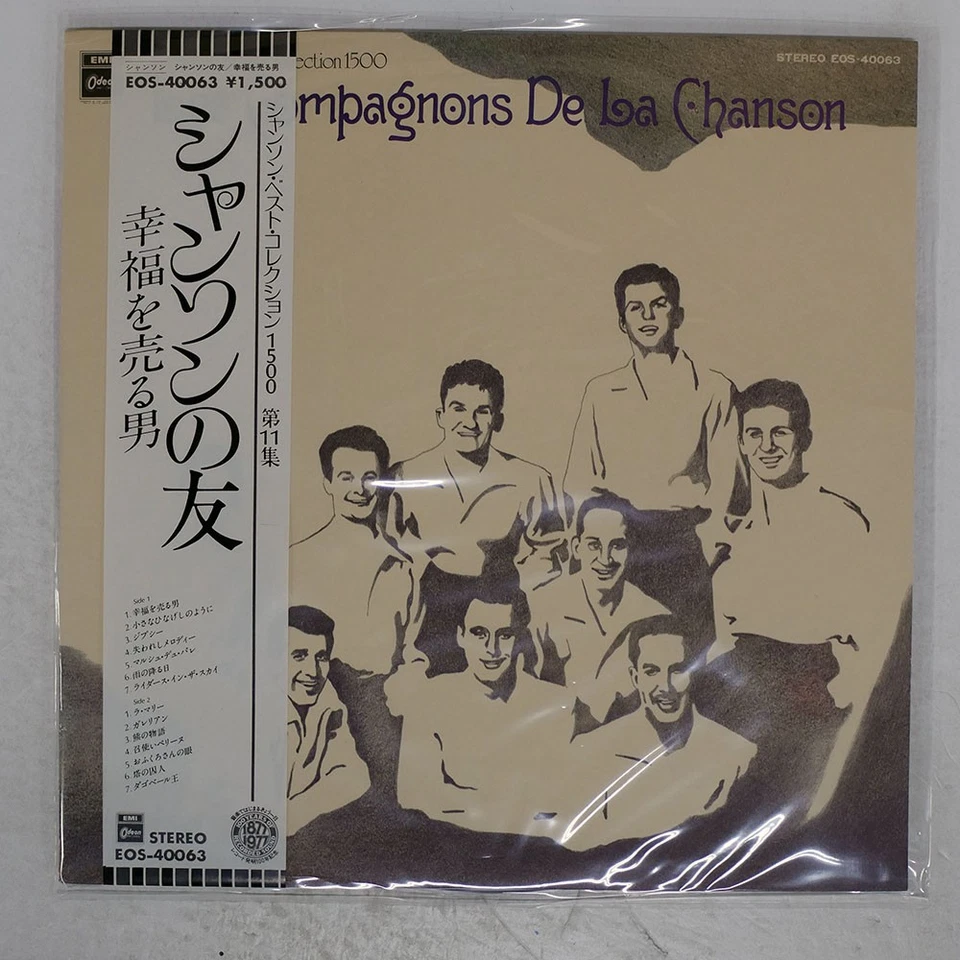 EMI
Odeon
ection 1500
STEREO EOS-40063
ompagnons De La Chanson
シャンソン シャンソンの友/幸福を売る男
EOS-40063 ¥1,500
シャンソン・ベスト・コレクション1500 第11集
シャンソンの友
幸福を売る男
Side 1
1. 幸福を売る男
2. 小さなひなげしのように
3. ジプシー
4. 失われしメロディー
5. マルシュ・デュ・パレ
6. 雨の降る日
7. ライダース・イン・ザ・スカイ
Side 2
1. ラ・マリー
2. ガレリアン
3. 熊の物語
4. 召使いペリーヌ
5. おふくろさんの眼
6. 塔の囚人
7. ダゴベール王
EMI
Odeon
STEREO
EOS-40063
1877
1977